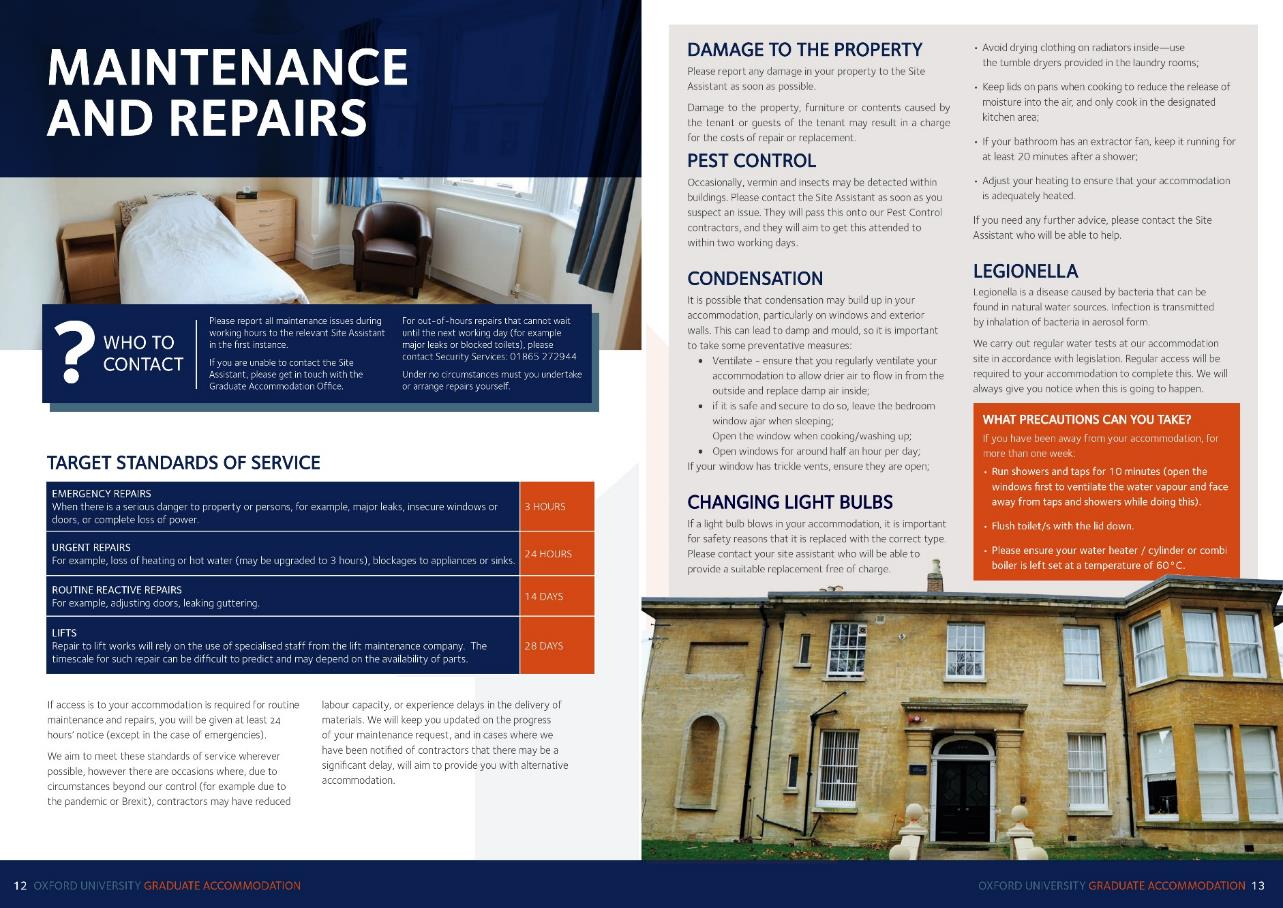 MAINTENANCE
AND REPAIRS
?
WHO TO
CONTACT
Please report all maintenance issues during
working hours to the relevant Site Assistant
in the first instance.
If you are unable to contact the Site
Assistant, please get in touch with the
Graduate Accommodation Office.
For out-of-hours repairs that cannot wait
until the next working day (for example
major leaks or blocked toilets), please
contact Security Services: 01865 272944
Under no circumstances must you undertake
or arrange repairs yourself.
TARGET STANDARDS OF SERVICE
EMERGENCY REPAIRS
When there is a serious danger to property or persons, for example, major leaks, insecure windows or
doors, or complete loss of power.
3 HOURS
URGENT REPAIRS
For example, loss of heating or hot water (may be upgraded to 3 hours), blockages to appliances or sinks.
24 HOURS
ROUTINE REACTIVE REPAIRS
For example, adjusting doors, leaking guttering.
14 DAYS
LIFTS
Repair to lift works will rely on the use of specialised staff from the lift maintenance company. The
timescale for such repair can be difficult to predict and may depend on the availability of parts.
28 DAYS
If access is to your accommodation is required for routine
maintenance and repairs, you will be given at least 24
hours' notice (except in the case of emergencies).
We aim to meet these standards of service wherever
possible, however there are occasions where, due to
circumstances beyond our control (for example due to
the pandemic or Brexit), contractors may have reduced
labour capacity, or experience delays in the delivery of
materials. We will keep you updated on the progress
of your maintenance request, and in cases where we
have been notified of contractors that there may be a
significant delay, will aim to provide you with alternative
accommodation.
12 OXFORD UNIVERSITY GRADUATE ACCOMMODATION
DAMAGE TO THE PROPERTY
Please report any damage in your property to the Site
Assistant as soon as possible.
Damage to the property, furniture or contents caused by
the tenant or guests of the tenant may result in a charge
for the costs of repair or replacement.
PEST CONTROL
Occasionally, vermin and insects may be detected within
buildings. Please contact the Site Assistant as soon as you
suspect an issue. They will pass this onto our Pest Control
contractors, and they will aim to get this attended to
within two working days.
CONDENSATION
It is possible that condensation may build up in your
accommodation, particularly on windows and exterior
walls. This can lead to damp and mould, so it is important
to take some preventative measures:
• Ventilate – ensure that you regularly ventilate your
accommodation to allow drier air to flow in from the
outside and replace damp air inside;
• if it is safe and secure to do so, leave the bedroom
window ajar when sleeping;
Open the window when cooking/washing up;
• Open windows for around half an hour per day;
If your window has trickle vents, ensure they are open;
CHANGING LIGHT BULBS
If a light bulb blows in your accommodation, it is important
for safety reasons that it is replaced with the correct type.
Please contact your site assistant who will be able to
provide a suitable replacement free of charge.
• Avoid drying clothing on radiators inside—use
the tumble dryers provided in the laundry rooms;
• Keep lids on pans when cooking to reduce the release of
moisture into the air, and only cook in the designated
kitchen area;
• If your bathroom has an extractor fan, keep it running for
at least 20 minutes after a shower;
• Adjust your heating to ensure that your accommodation
is adequately heated.
If you need any further advice, please contact the Site
Assistant who will be able to help.
LEGIONELLA
Legionella is a disease caused by bacteria that can be
found in natural water sources. Infection is transmitted
by inhalation of bacteria in aerosol form.
We carry out regular water tests at our accommodation
site in accordance with legislation. Regular access will be
required to your accommodation to complete this. We will
always give you notice when this is going to happen.
WHAT PRECAUTIONS CAN YOU TAKE?
If you have been away from your accommodation, for
more than one week:
• Run showers and taps for 10 minutes (open the
windows first to ventilate the water vapour and face
away from taps and showers while doing this).
• Flush toilet/s with the lid down.
• Please ensure your water heater / cylinder or combi
boiler is left set at a temperature of 60°C.
OXFORD UNIVERSITY GRADUATE ACCOMMODATION 13